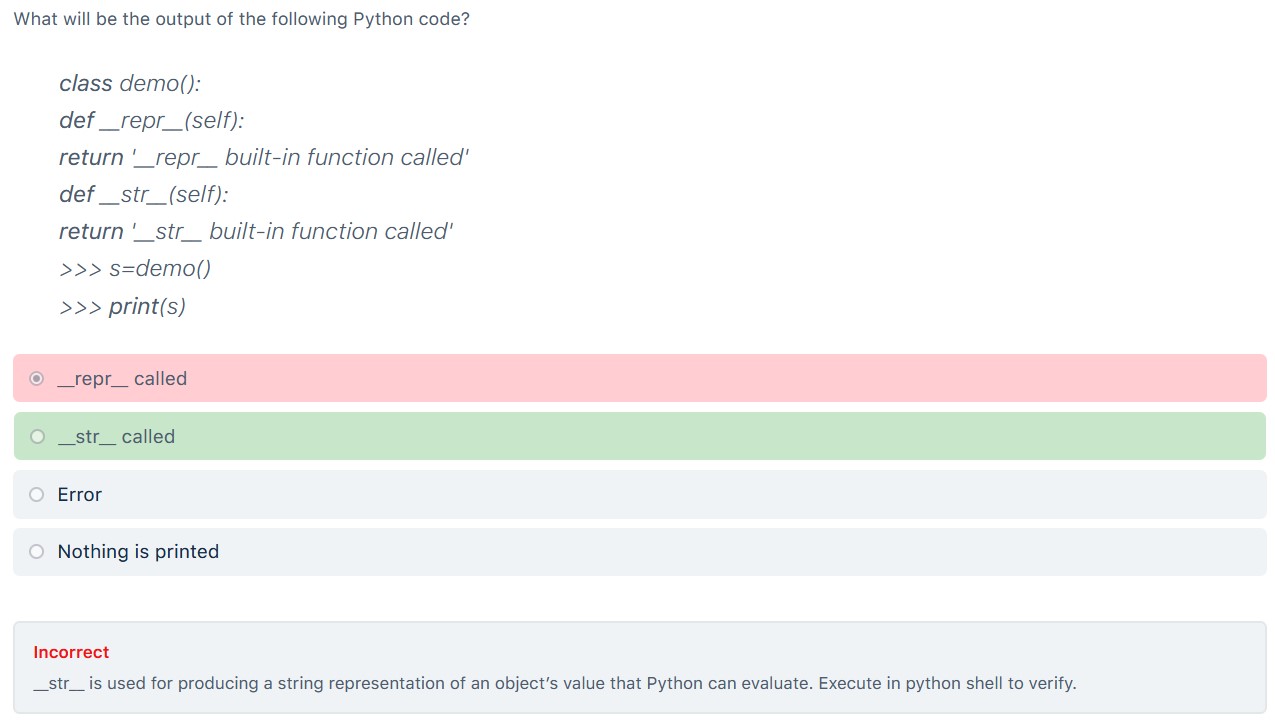 What will be the output of the following Python code?
class demo():
def __repr__(self):
return '__repr__ built-in function called'
def __str__(self):
return '__str__ built-in function called'
>>> s=demo()
>>> print(s)
__repr__ called
__str__ called
Error
Nothing is printed
Incorrect
__str__ is used for producing a string representation of an object’s value that Python can evaluate. Execute in python shell to verify.